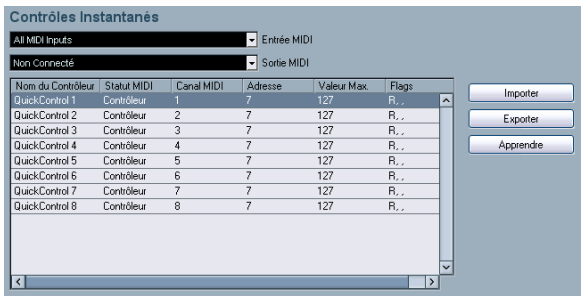 Contrôles Instantanés
All MIDI Inputs Entrée MIDI
Non Connecté Sortie MIDI
Nom du Contrôleur Statut MIDI Canal MIDI Adresse Valeur Max. Flags
QuickControl 1 Contrôleur 1 7 127 R, ,
QuickControl 2 Contrôleur 2 7 127 R, ,
QuickControl 3 Contrôleur 3 7 127 R, ,
QuickControl 4 Contrôleur 4 7 127 R, ,
QuickControl 5 Contrôleur 5 7 127 R, ,
QuickControl 6 Contrôleur 6 7 127 R, ,
QuickControl 7 Contrôleur 7 7 127 R, ,
QuickControl 8 Contrôleur 8 7 127 R, ,
Importer
Exporter
Apprendre